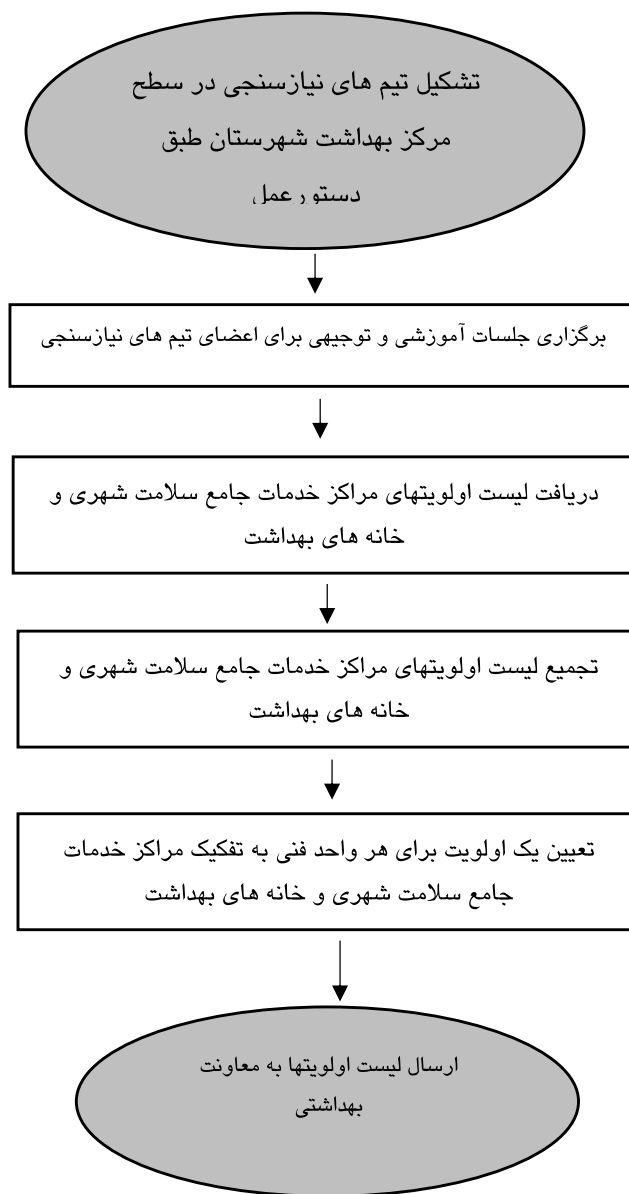 تشکیل تیم های نیازسنجی در سطح
مرکز بهداشت شهرستان طبق
دستورعمل
برگزاری جلسات آموزشی و توجیهی برای اعضای تیم های نیازسنجی
دریافت لیست اولویتهای مراکز خدمات جامع سلامت شهری و
خانه های بهداشت
تجمیع لیست اولویتهای مراکز خدمات جامع سلامت شهری و
خانه های بهداشت
تعیین یک اولویت برای هر واحد فنی به تفکیک مراکز خدمات
جامع سلامت شهری و خانه های بهداشت
ارسال لیست اولویتها به معاونت
بهداشتی